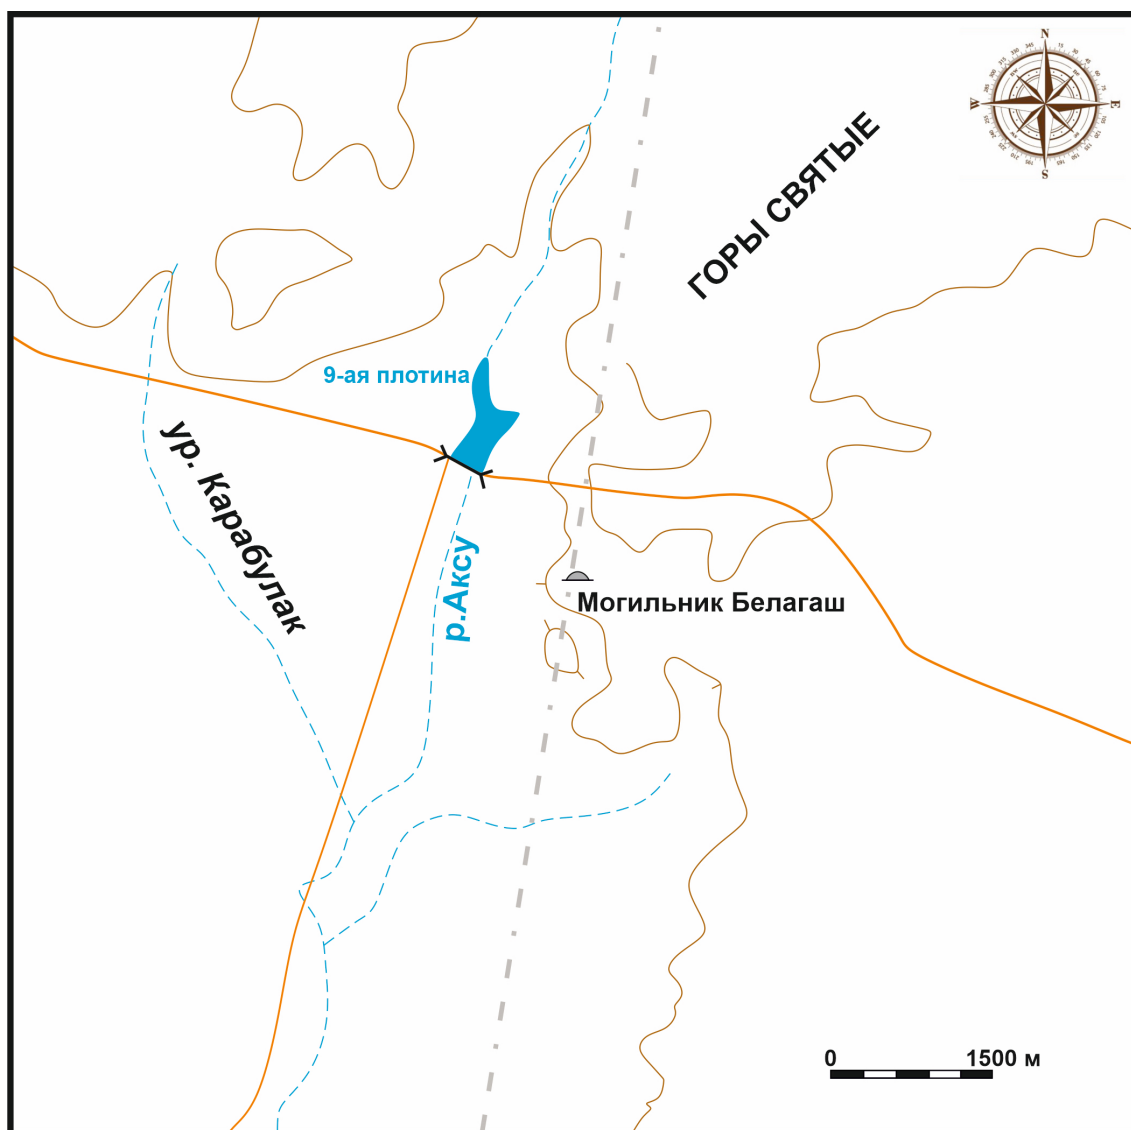 N
W
E
S
ГОРЫ СВЯТЫЕ
9-ая плотина
ур. Карабулак
р.Аксу
Могильник Белагаш
0 1500 м